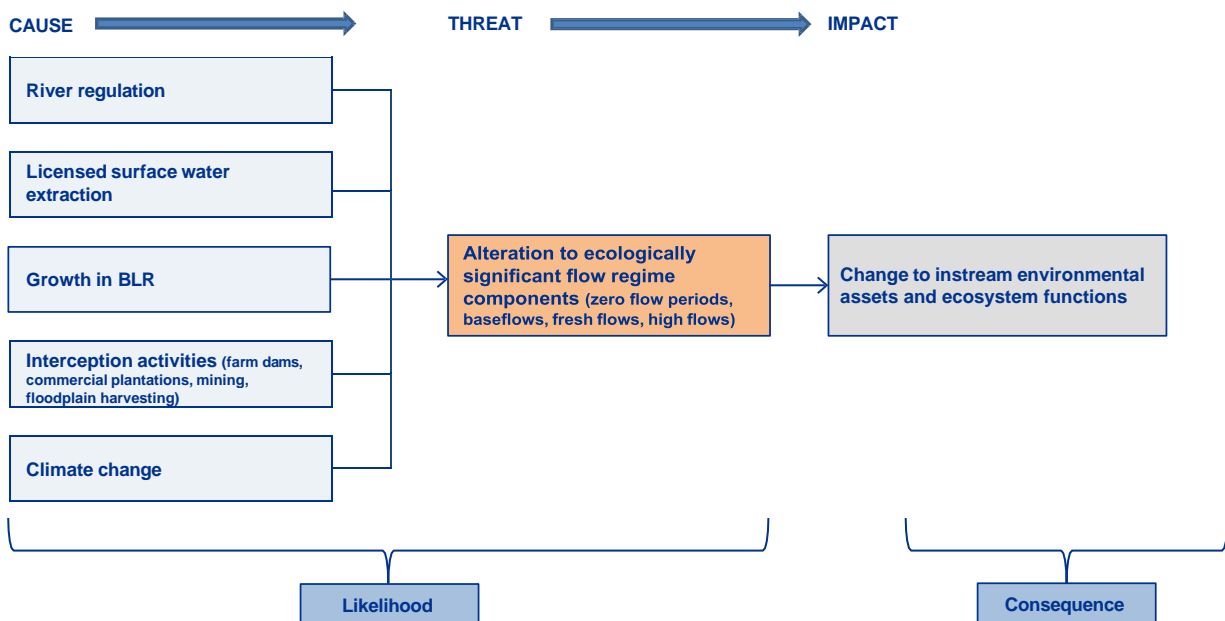 CAUSE
THREAT
IMPACT
River regulation
Licensed surface water
extraction
Growth in BLR
Interception activities (farm dams,
commercial plantations, mining,
floodplain harvesting)
Climate change
Alteration to ecologically
significant flow regime
components (zero flow periods,
baseflows, fresh flows, high flows)
Change to instream environmental
assets and ecosystem functions
Likelihood
Consequence